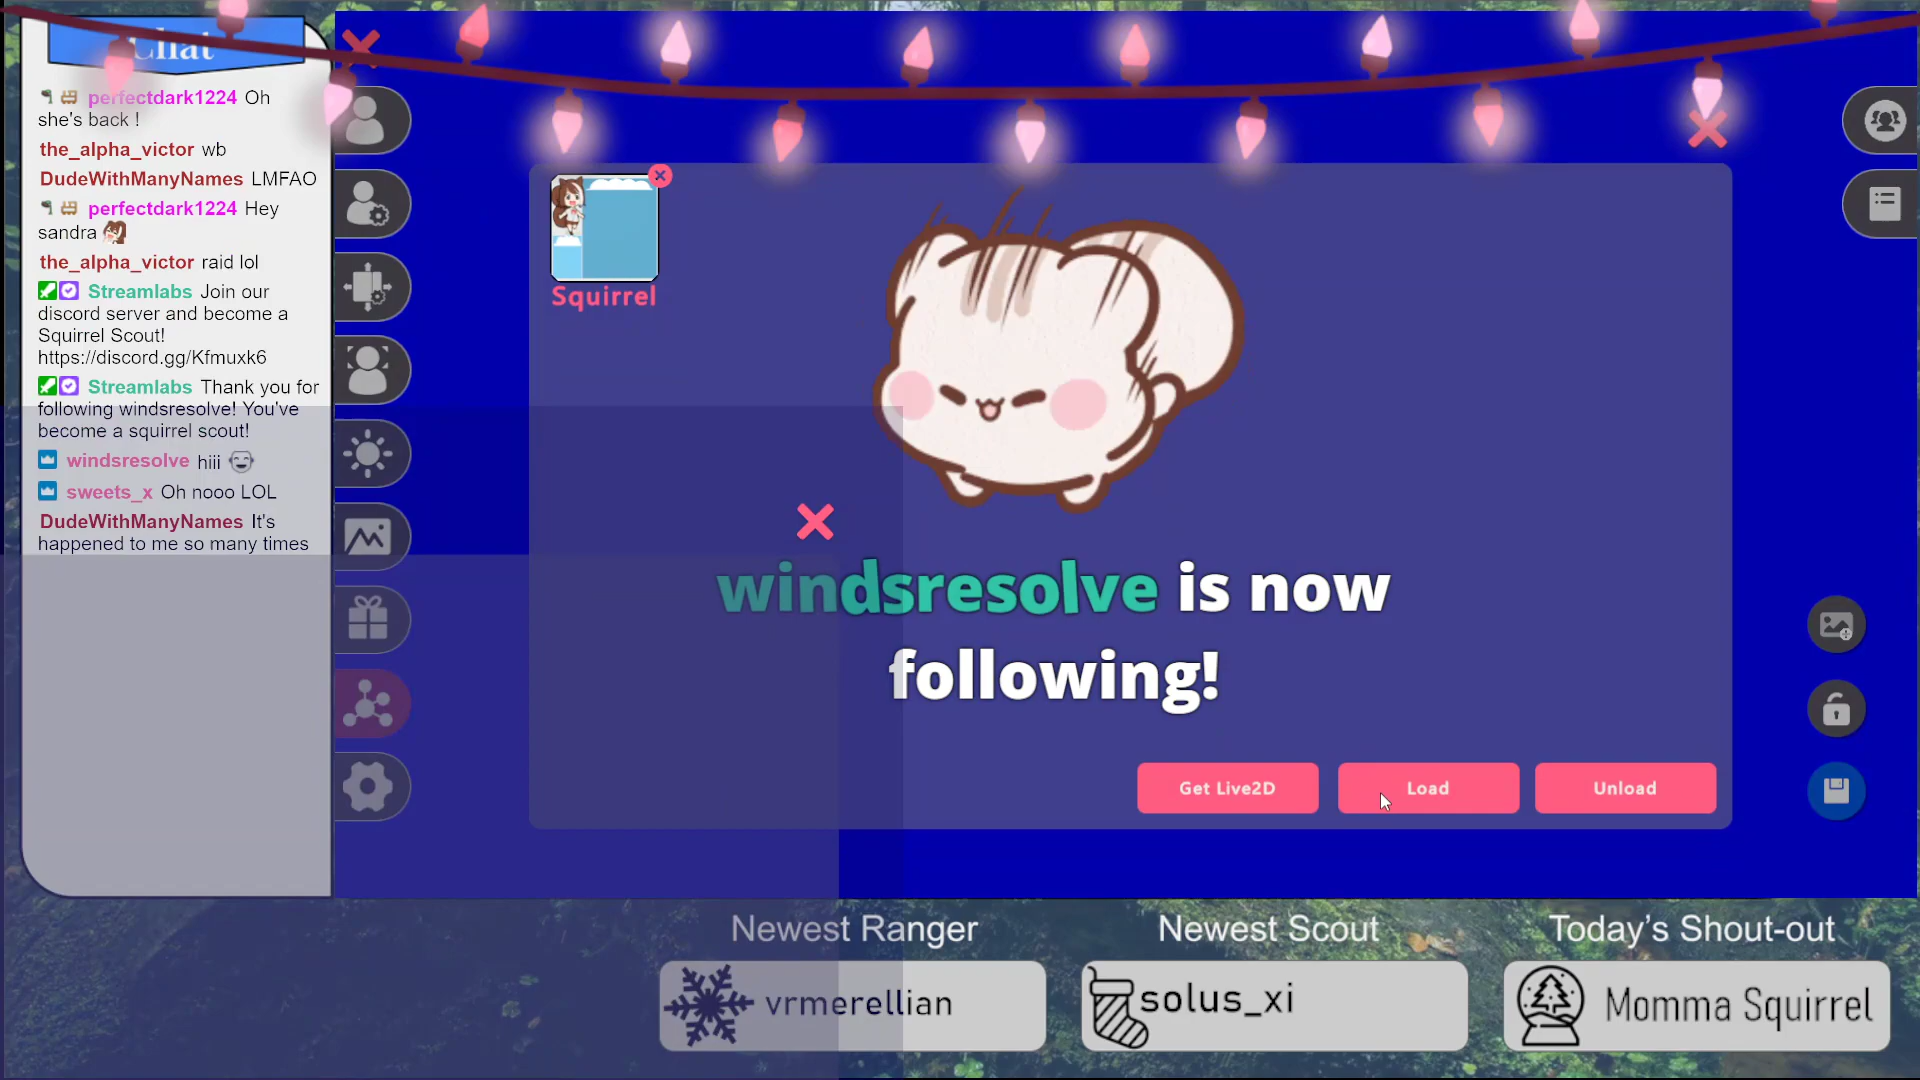 Chat
perfectdark1224 Oh
she's back !
the_alpha_victor wb
DudeWithManyNames LMFAO
perfectdark1224 Hey
sandra
the_alpha_victor raid lol
Streamlabs Join our
discord server and become a
Squirrel Scout!
https://discord.gg/Kfmuxk6
Streamlabs Thank you for
following windsresolve! You've
become a squirrel scout!
windsresolve hiii
sweets_x Oh nooo LOL
DudeWithManyNames It's
happened to me so many times
Squirrel
windsresolve is now
following!
Get Live2D
Load
Unload
Newest Ranger
Newest Scout
Today's Shout-out
vrmerellian
solus_xi
Momma Squirrel